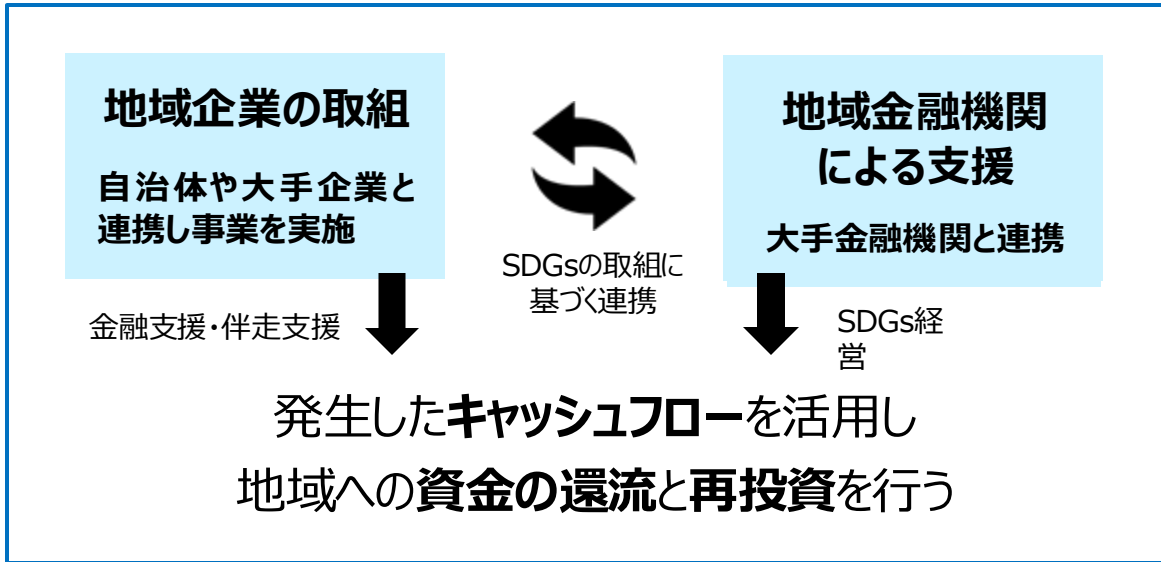 地域企業の取組
自治体や大手企業と
連携し事業を実施
地域金融機関
による支援
大手金融機関と連携
SDGsの取組に
基づく連携
金融支援・伴走支援
SDGs経
営
発生したキャッシュフローを活用し
地域への資金の還流と再投資を行う